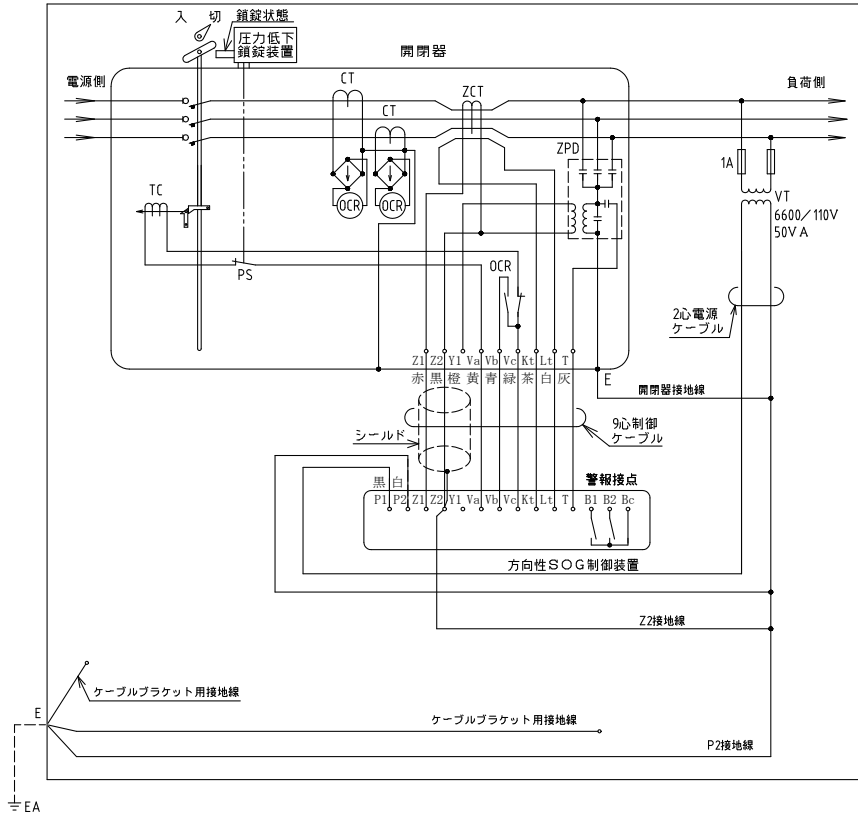 入 切 鎖錠状態
圧力低下
鎖錠装置
開閉器
電源側
負荷側
CT
CT
ZCT
ZPD
1A
VT
6600/110V
50VA
TC
OCR
OCR
PS
OCR
2心電源
ケーブル
Z1 Z2 Y1 Va Vb Vc Kt Lt T
赤 黒 橙 黄 青 緑 茶 白 灰
E
開閉器接地線
9心制御
ケーブル
シールド
黒 白
警報接点
P1 P2 Z1 Z2 Y1 Va Vb Vc Kt Lt T B1 B2 Bc
方向性SOG制御装置
Z2接地線
ケーブルブラケット用接地線
E
ケーブルブラケット用接地線
P2接地線
EA